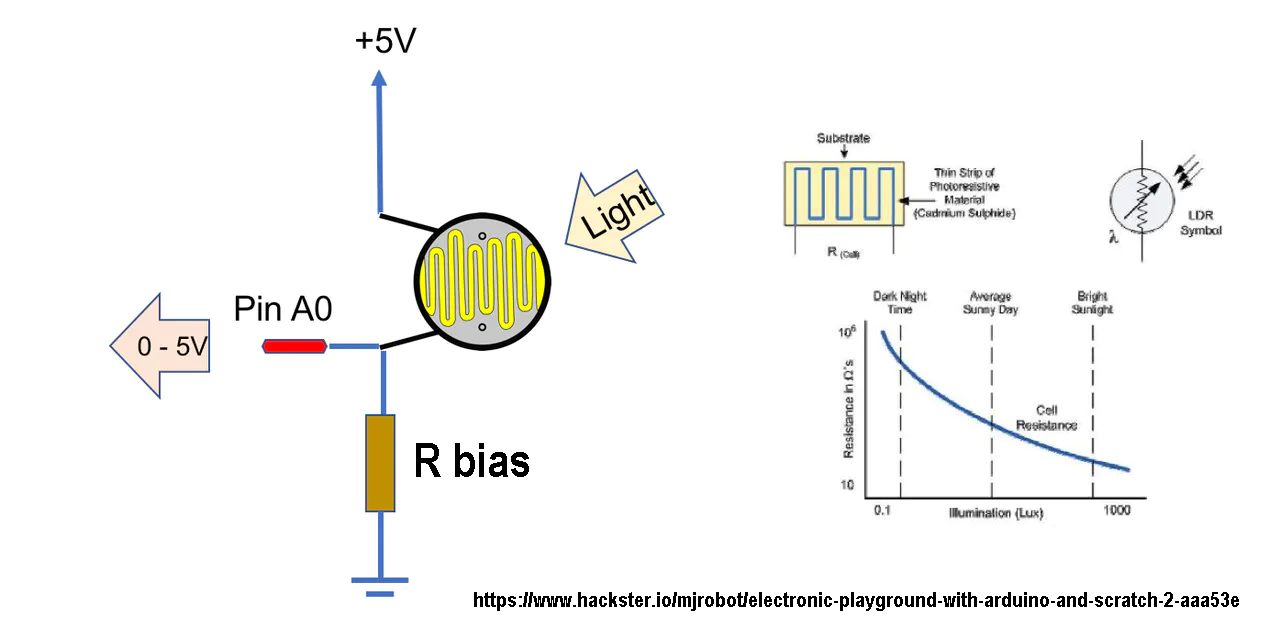 +5V
Light
Pin A0
0 - 5V
R bias
Substrate
Thin Strip of
Photoresistive
Material
(Cadmium Sulphide)
R (Cell)
λ
LDR
Symbol
Dark Night
Time
Average
Sunny Day
Bright
Sunlight
10⁶
Resistance in Ω's
Cell
Resistance
10
0.1
Illumination (Lux)
1000
https://www.hackster.io/mjrobot/electronic-playground-with-arduino-and-scratch-2-aaa53e